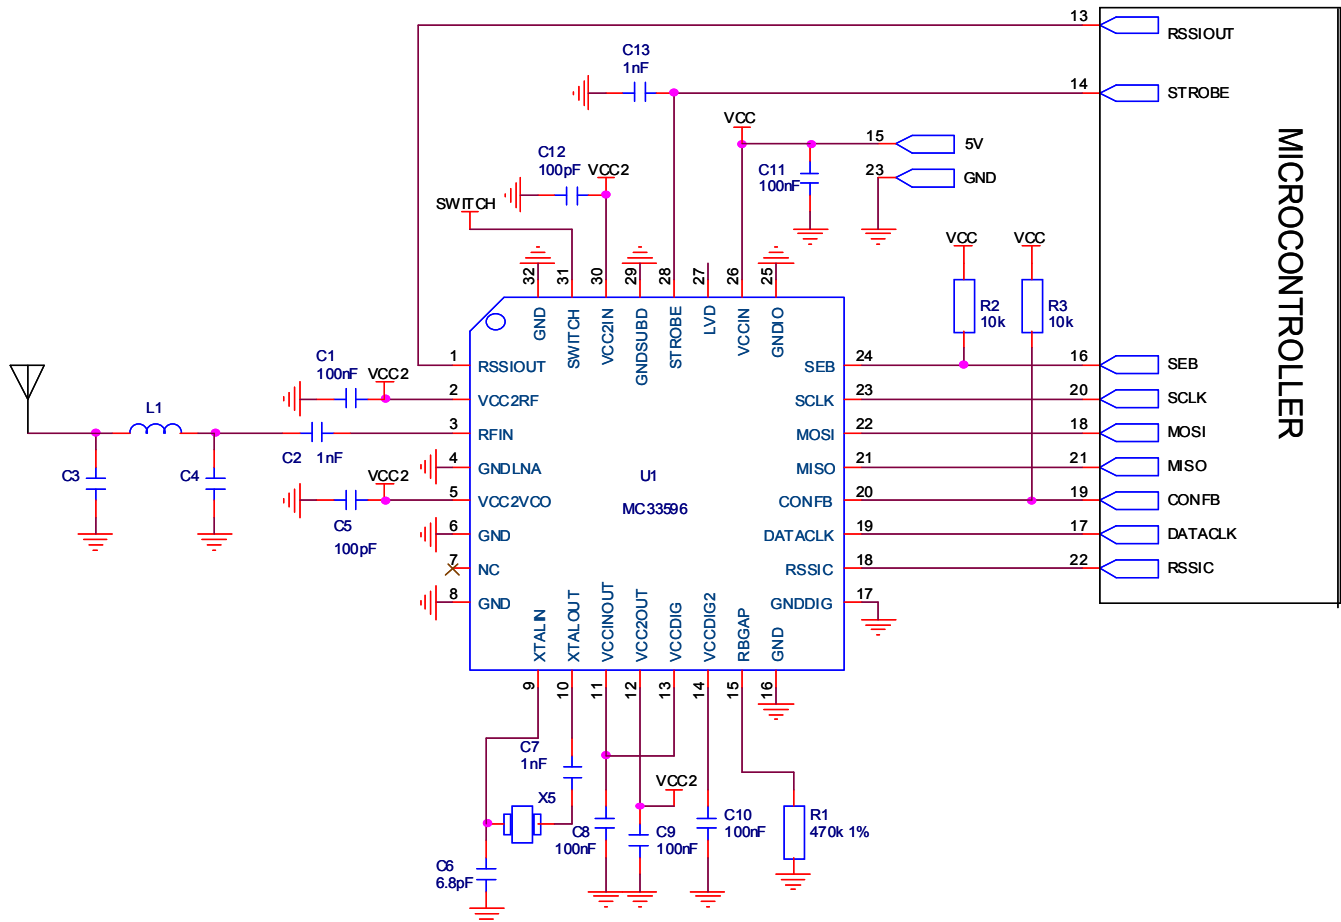 13
RSSIOUT
C13
1nF
14
STROBE
VCC
15
5V
C12
100pF
VCC2
C11
100nF
23
GND
SWITCH
VCC
VCC
32
31
30
29
28
27
26
25
R2
10k
R3
10k
GND
SWITCH
VCC2IN
GNDSUBD
STROBE
LVD
VCCIN
GNDIO
MICROCONTROLLER
C1
100nF
VCC2
1
RSSIOUT
SEB
24
16
SEB
2
VCC2RF
SCLK
23
20
SCLK
L1
3
RFIN
MOSI
22
18
MOSI
C2
1nF
C3
C4
VCC2
4
GNDLNA
U1
MISO
21
21
MISO
5
VCC2VCO
MC33596
CONFB
20
19
CONFB
C5
100pF
6
GND
DATACLK
19
17
DATACLK
7
NC
RSSIC
18
22
RSSIC
8
GND
GNDDIG
17
XTALIN
XTALOUT
VCCINOUT
VCC2OUT
VCCDIG
VCCDIG2
RBGAP
GND
9
10
11
12
13
14
15
16
C7
1nF
VCC2
X5
C8
100nF
C9
100nF
C10
100nF
R1
470k 1%
C6
6.8pF